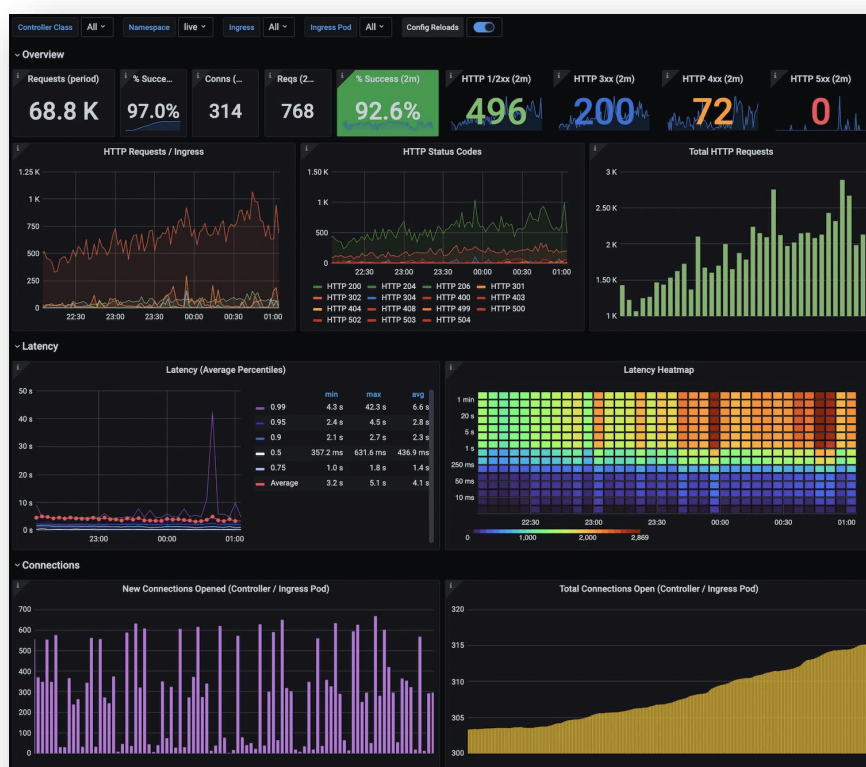 Controller Class All Namespace live Ingress All Ingress Pod All Config Reloads
Overview
Requests (period) % Succe... Conns (... Reqs (2... % Success (2m) HTTP 1/2xx (2m) HTTP 3xx (2m) HTTP 4xx (2m) HTTP 5xx (2m)
68.8 K 97.0% 314 768 92.6% 496 200 72 0
HTTP Requests / Ingress
1.25 K
1 K
750
500
250
0
22:30 23:00 23:30 00:00 00:30 01:00
HTTP Status Codes
1.50 K
1 K
500
0
22:30 23:00 23:30 00:00 00:30 01:00
HTTP 200 HTTP 204 HTTP 206 HTTP 301
HTTP 302 HTTP 304 HTTP 400 HTTP 403
HTTP 404 HTTP 408 HTTP 499 HTTP 500
HTTP 502 HTTP 503 HTTP 504
Total HTTP Requests
3 K
2.50 K
2 K
1.50 K
1 K
22:30 23:00 23:30 00:00 00:30 01:00
Latency
Latency (Average Percentiles)
50 s
40 s
30 s
20 s
10 s
0 s
23:00 00:00 01:00
min max avg
0.99 4.3 s 42.3 s 6.6 s
0.95 2.4 s 4.5 s 2.8 s
0.9 2.1 s 2.7 s 2.3 s
0.5 357.2 ms 631.6 ms 436.9 ms
0.75 1.0 s 1.8 s 1.4 s
Average 3.2 s 5.1 s 4.1 s
Latency Heatmap
1 min
20 s
5 s
1 s
250 ms
50 ms
10 ms
22:30 23:00 23:30 00:00 00:30 01:00
0 1,000 2,000 2,869
Connections
New Connections Opened (Controller / Ingress Pod)
700
600
500
400
300
200
100
0
Total Connections Open (Controller / Ingress Pod)
320
315
310
305
300